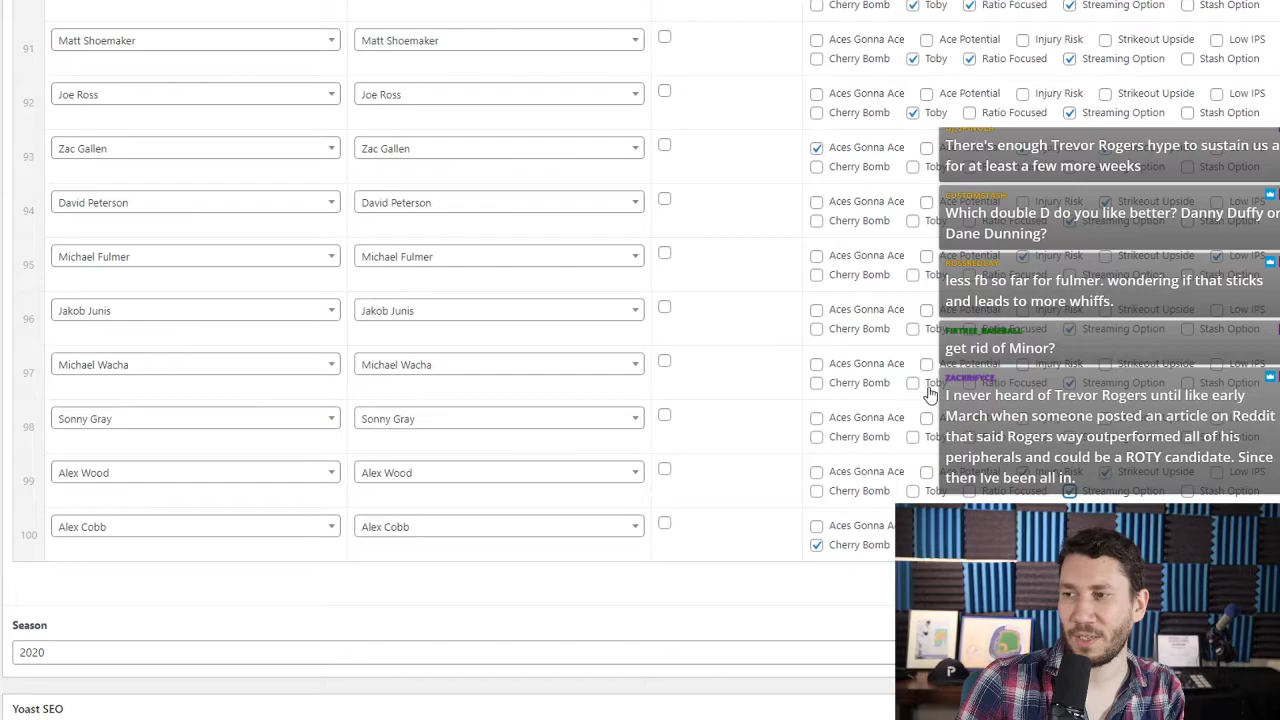 Cherry Bomb Toby Ratio Focused Streaming Option Stash Option
91 Matt Shoemaker Matt Shoemaker Aces Gonna Ace Ace Potential Injury Risk Strikeout Upside Low IPS
Cherry Bomb Toby Ratio Focused Streaming Option Stash Option
92 Joe Ross Joe Ross Aces Gonna Ace Ace Potential Injury Risk Strikeout Upside Low IPS
Cherry Bomb Toby Ratio Focused Streaming Option Stash Option
93 Zac Gallen Zac Gallen Aces Gonna Ace
Cherry Bomb
94 David Peterson David Peterson Aces Gonna Ace
Cherry Bomb Toby
95 Michael Fulmer Michael Fulmer Aces Gonna Ace
Cherry Bomb Toby
96 Jakob Junis Jakob Junis Aces Gonna Ace
Cherry Bomb Toby
97 Michael Wacha Michael Wacha Aces Gonna Ace
Cherry Bomb Toby
98 Sonny Gray Sonny Gray Aces Gonna Ace
Cherry Bomb
99 Alex Wood Alex Wood Aces Gonna Ace
Cherry Bomb Toby
100 Alex Cobb Alex Cobb Aces Gonna A
Cherry Bomb
There's enough Trevor Rogers hype to sustain us a
for at least a few more weeks
CUSTOMSTASH
Which double D do you like better? Danny Duffy or
Dane Dunning?
less fb so far for fulmer. wondering if that sticks
and leads to more whiffs.
FIRTREE_BASEBALL
get rid of Minor?
I never heard of Trevor Rogers until like early
March when someone posted an article on Reddit
that said Rogers way outperformed all of his
peripherals and could be a ROTY candidate. Since
then Ive been all in.
Season
2020
Yoast SEO
P